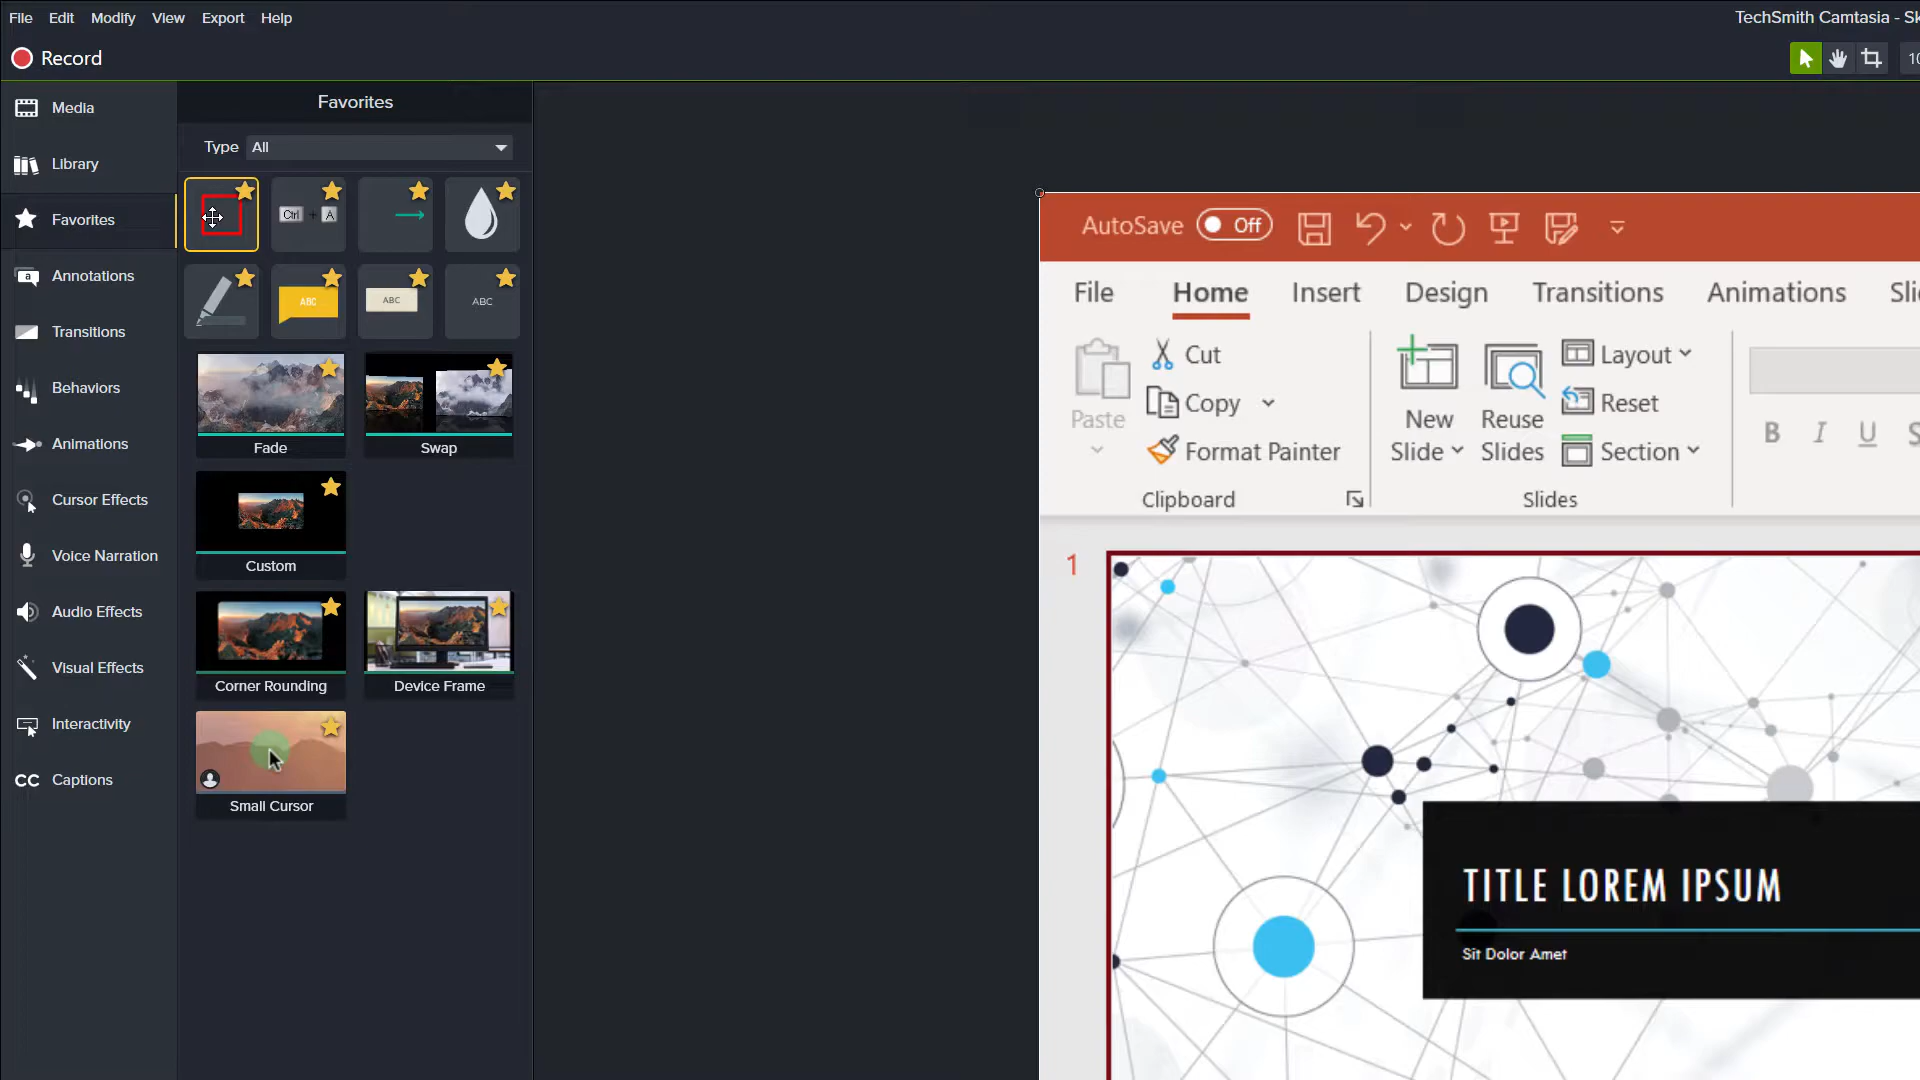 File Edit Modify View Export Help
TechSmith Camtasia - Sk
Record
10
Media
Library
Favorites
Annotations
Transitions
Behaviors
Animations
Cursor Effects
Voice Narration
Audio Effects
Visual Effects
Interactivity
CC Captions
Favorites
Type All
Ctrl + A
ABC ABC ABC
Fade Swap
Custom
Corner Rounding Device Frame
Small Cursor
AutoSave Off
File Home Insert Design Transitions Animations Sli
Paste
Cut
Copy
Format Painter
Clipboard
New Slide
Reuse Slides
Layout
Reset
Section
Slides
B I U S
1
TITLE LOREM IPSUM
Sit Dolor Amet